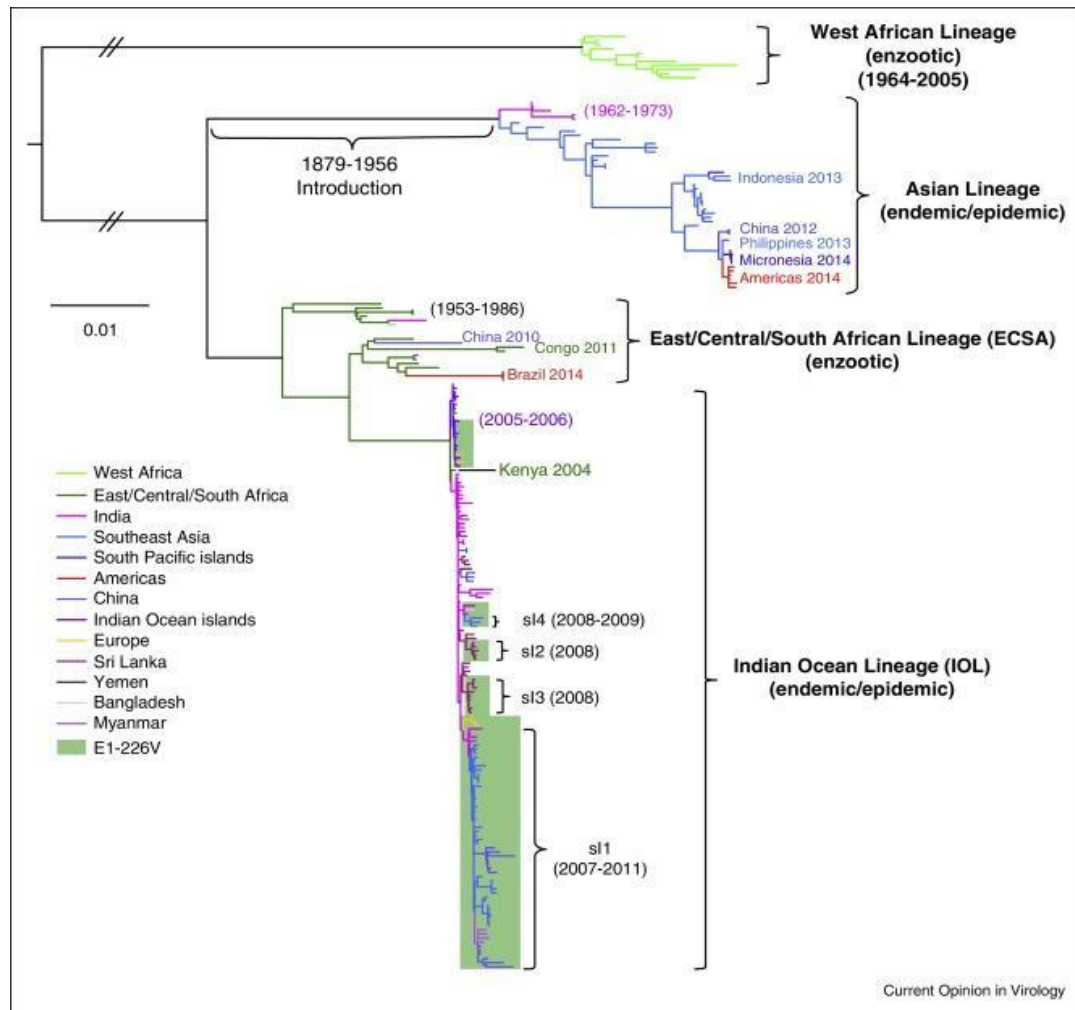 West African Lineage
(enzootic)
(1964-2005)
(1962-1973)
1879-1956
Introduction
Indonesia 2013
Asian Lineage
(endemic/epidemic)
China 2012
Philippines 2013
Micronesia 2014
Americas 2014
0.01
(1953-1986)
China 2010
Congo 2011
East/Central/South African Lineage (ECSA)
(enzootic)
Brazil 2014
(2005-2006)
Kenya 2004
West Africa
East/Central/South Africa
India
Southeast Asia
South Pacific islands
Americas
China
Indian Ocean islands
Europe
Sri Lanka
Yemen
Bangladesh
Myanmar
E1-226V
sl4 (2008-2009)
sl2 (2008)
sl3 (2008)
Indian Ocean Lineage (IOL)
(endemic/epidemic)
sl1
(2007-2011)
Current Opinion in Virology